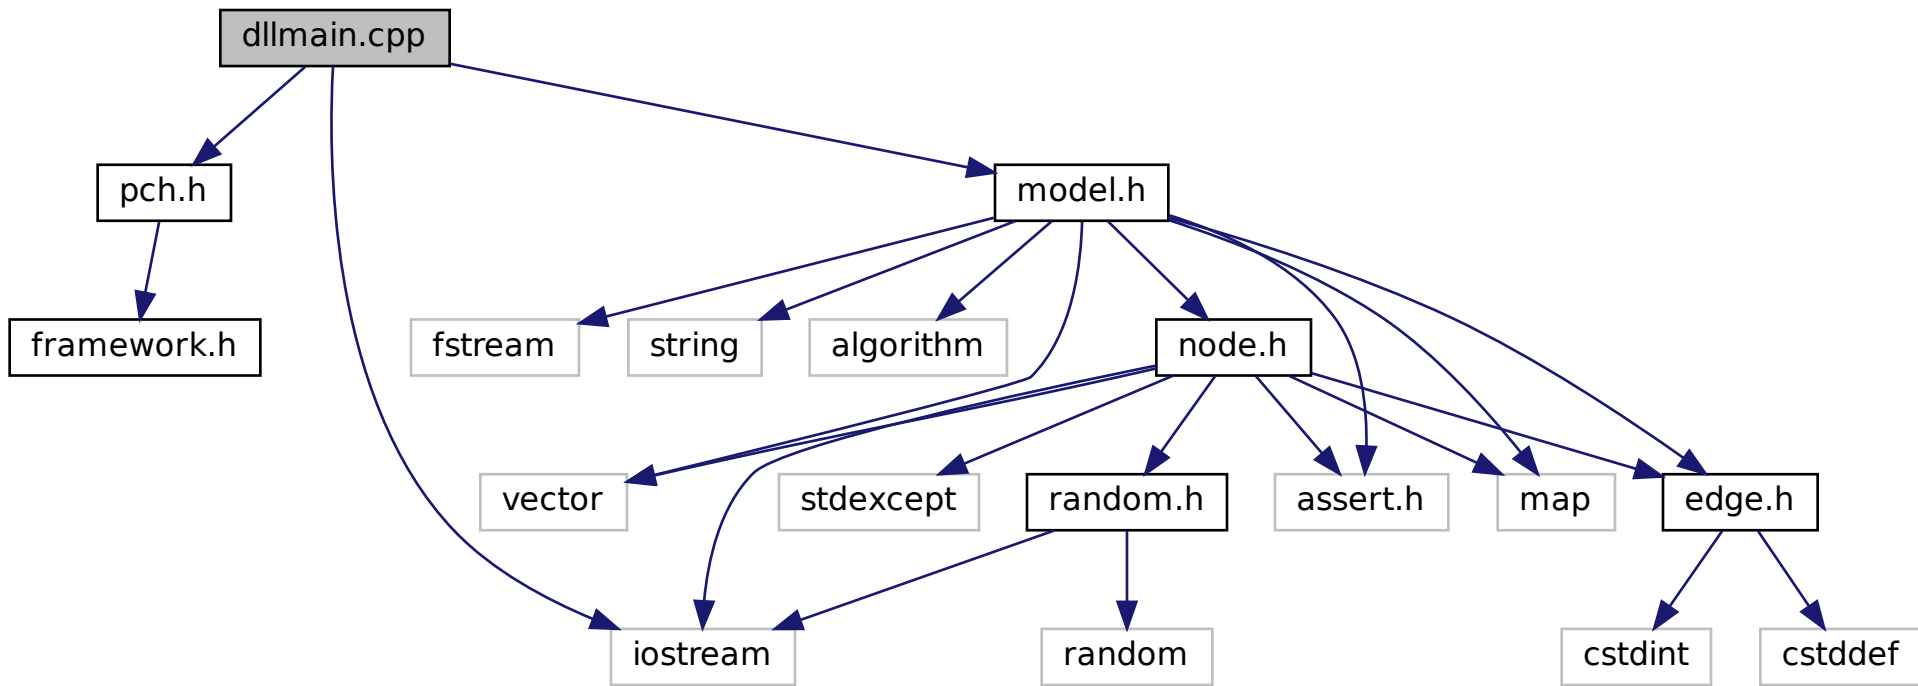 dllmain.cpp
pch.h
model.h
framework.h
fstream
string
algorithm
node.h
vector
stdexcept
random.h
assert.h
map
edge.h
iostream
random
cstdint
cstddef